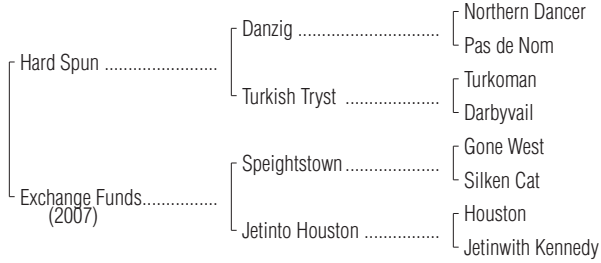 Northern Dancer
Danzig ................................
Pas de Nom
Hard Spun .........................
Turkoman
Turkish Tryst .....................
Darbyvail
Gone West
Speightstown.....................
Silken Cat
Exchange Funds.................
(2007)
Houston
Jetinto Houston .................
Jetinwith Kennedy